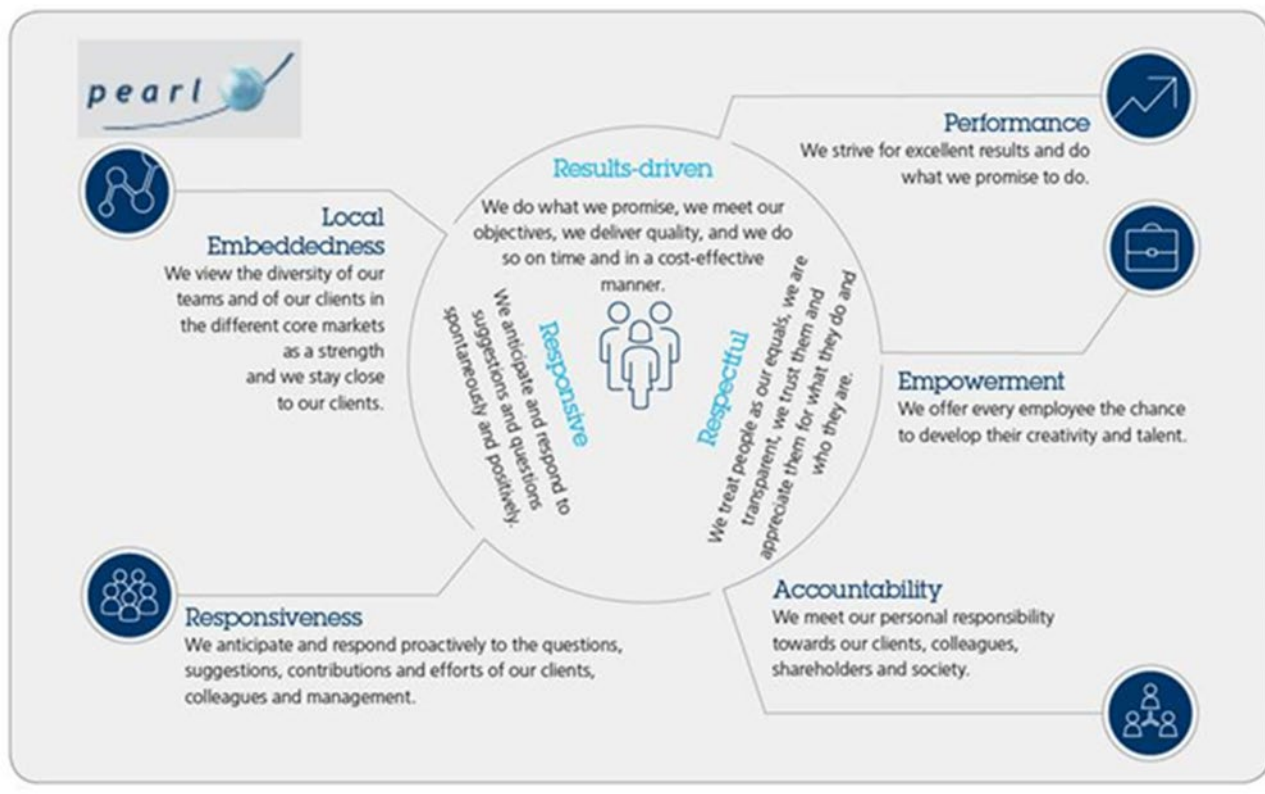 pearl
Performance
We strive for excellent results and do
what we promise to do.
Results-driven
We do what we promise, we meet our
objectives, we deliver quality, and we do
so on time and in a cost-effective
manner.
Local
Embeddedness
We view the diversity of our
teams and of our clients in
the different core markets
as a strength
and we stay close
to our clients.
Responsive
We anticipate and respond to
suggestions and questions
spontaneously and positively.
Respectful
We treat people as our equals, we are
transparent, we trust them and
appreciate them for what they do and
who they are.
Empowerment
We offer every employee the chance
to develop their creativity and talent.
Responsiveness
We anticipate and respond proactively to the questions,
suggestions, contributions and efforts of our clients,
colleagues and management.
Accountability
We meet our personal responsibility
towards our clients, colleagues,
shareholders and society.